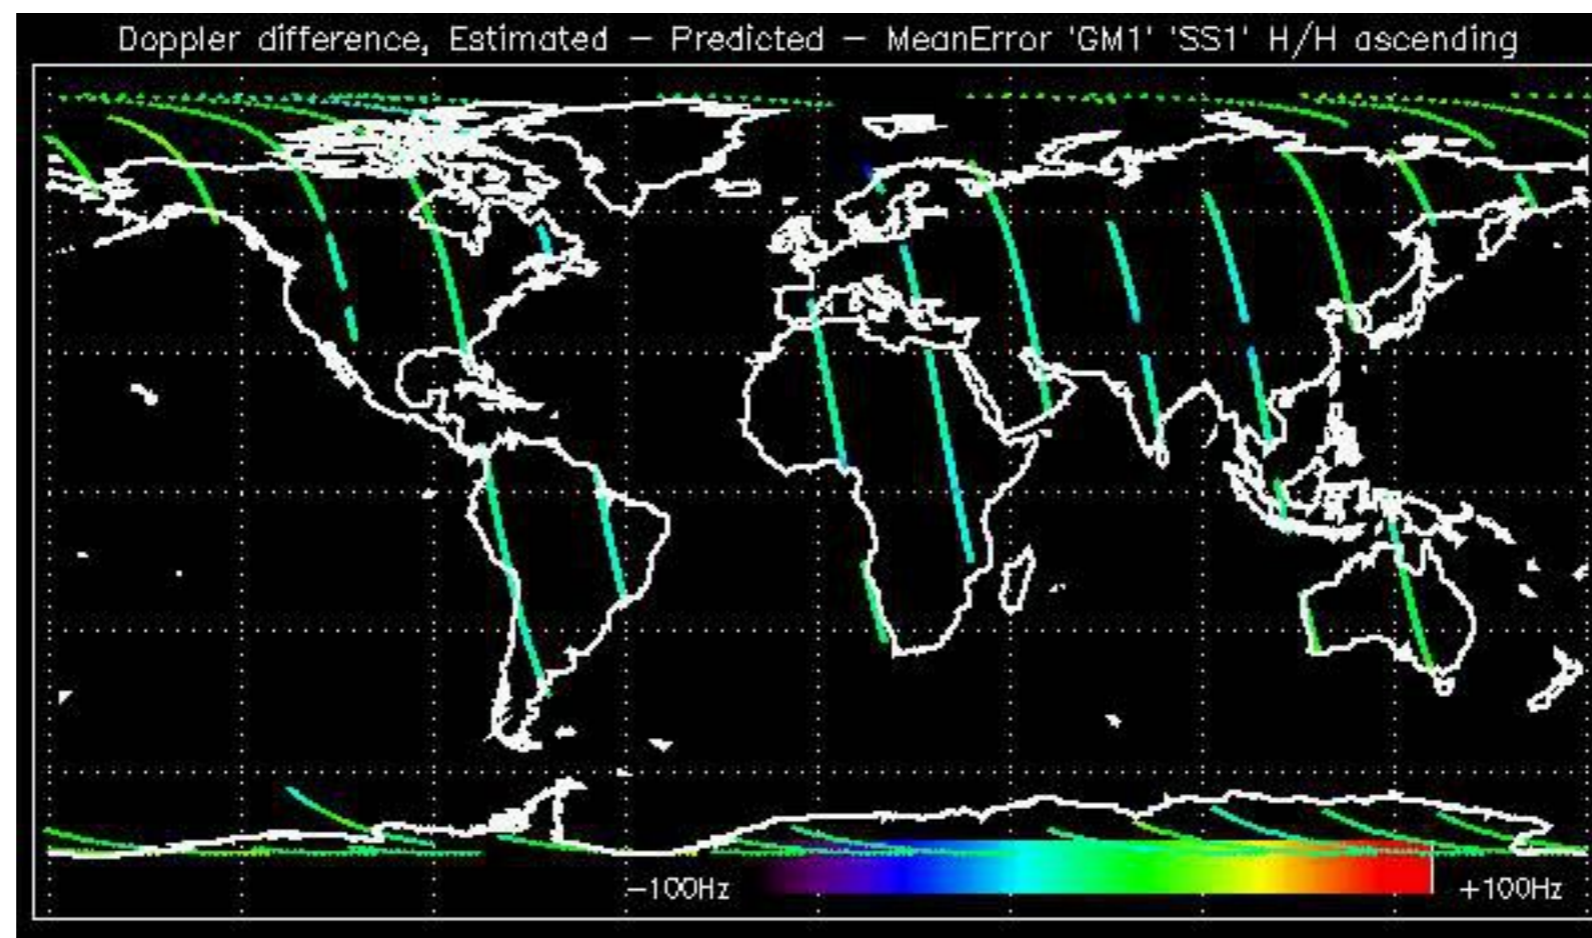 Doppler difference, Estimated – Predicted – MeanError 'GM1' 'SS1' H/H ascending
-100Hz
+100Hz